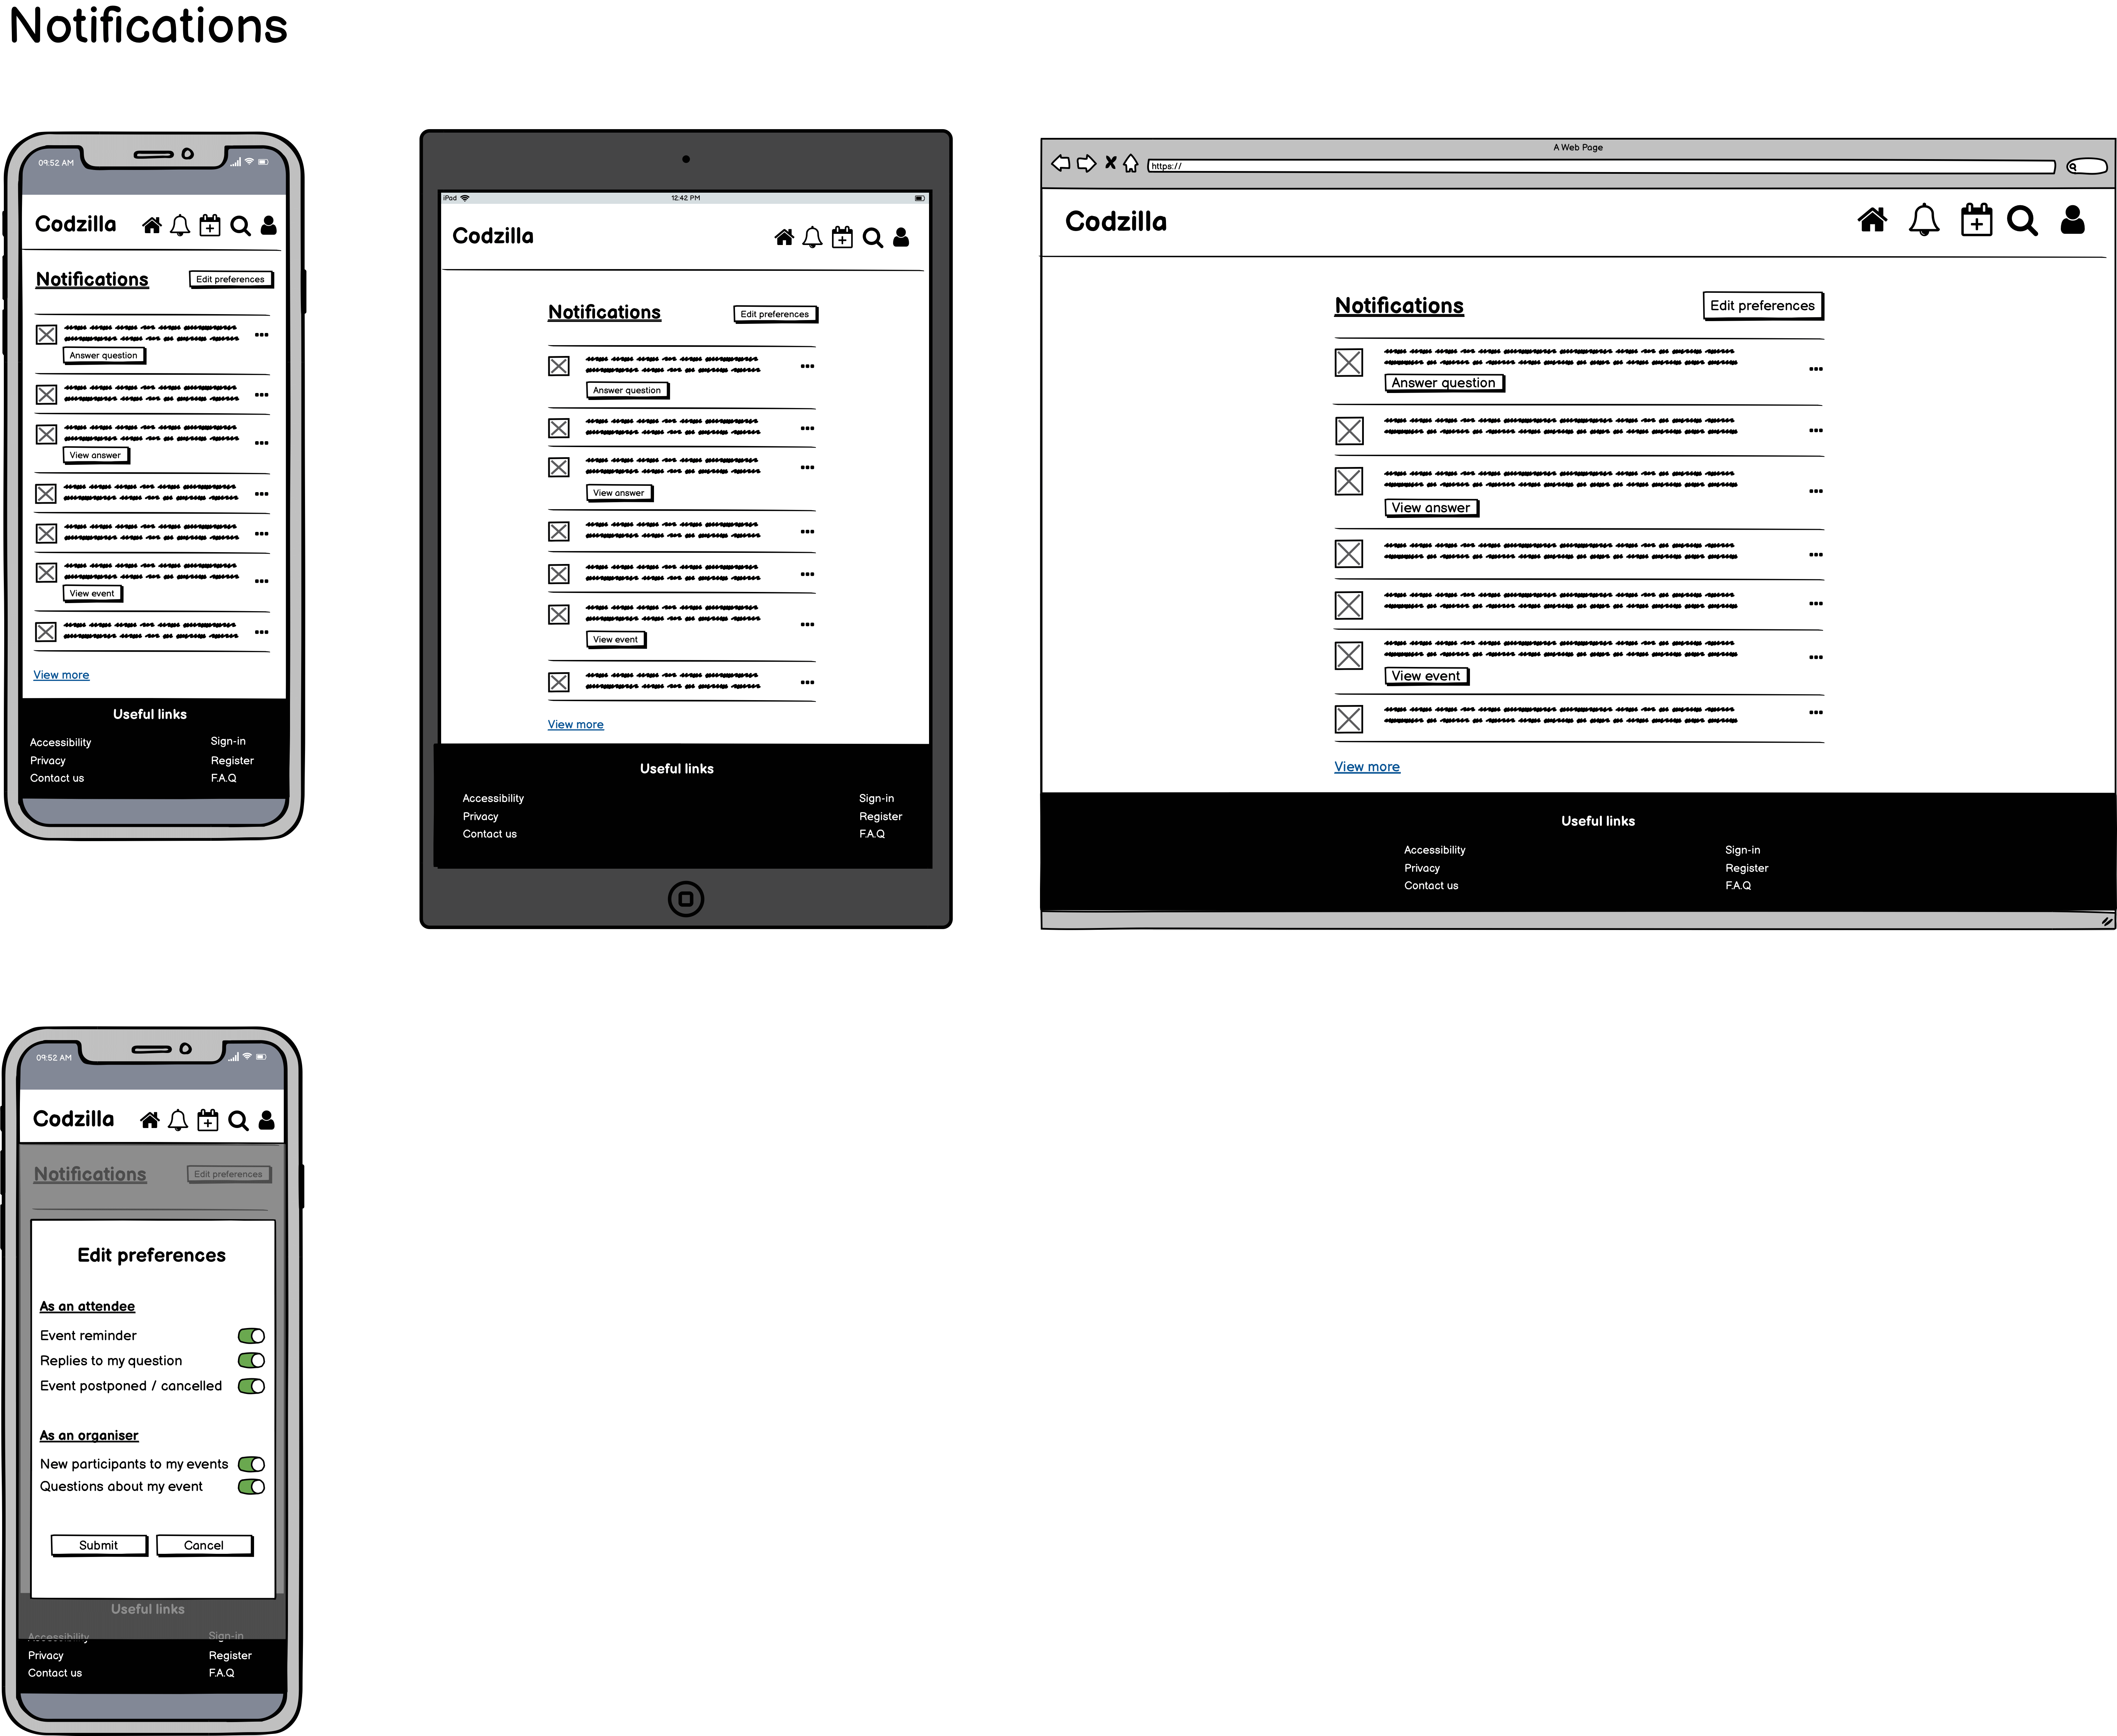 Notifications
09:52 AM
Codzilla
Notifications
Edit preferences
Answer question
View answer
View event
View more
Useful links
Accessibility
Sign-in
Privacy
Register
Contact us
F.A.Q
iPad
12:42 PM
Codzilla
Notifications
Edit preferences
Answer question
View answer
View event
View more
Useful links
Accessibility
Sign-in
Privacy
Register
Contact us
F.A.Q
A Web Page
https://
Codzilla
Notifications
Edit preferences
Answer question
View answer
View event
View more
Useful links
Accessibility
Sign-in
Privacy
Register
Contact us
F.A.Q
09:52 AM
Codzilla
Notifications
Edit preferences
Edit preferences
As an attendee
Event reminder
Replies to my question
Event postponed / cancelled
As an organiser
New participants to my events
Questions about my event
Submit
Cancel
Useful links
Accessibility
Sign-in
Privacy
Register
Contact us
F.A.Q